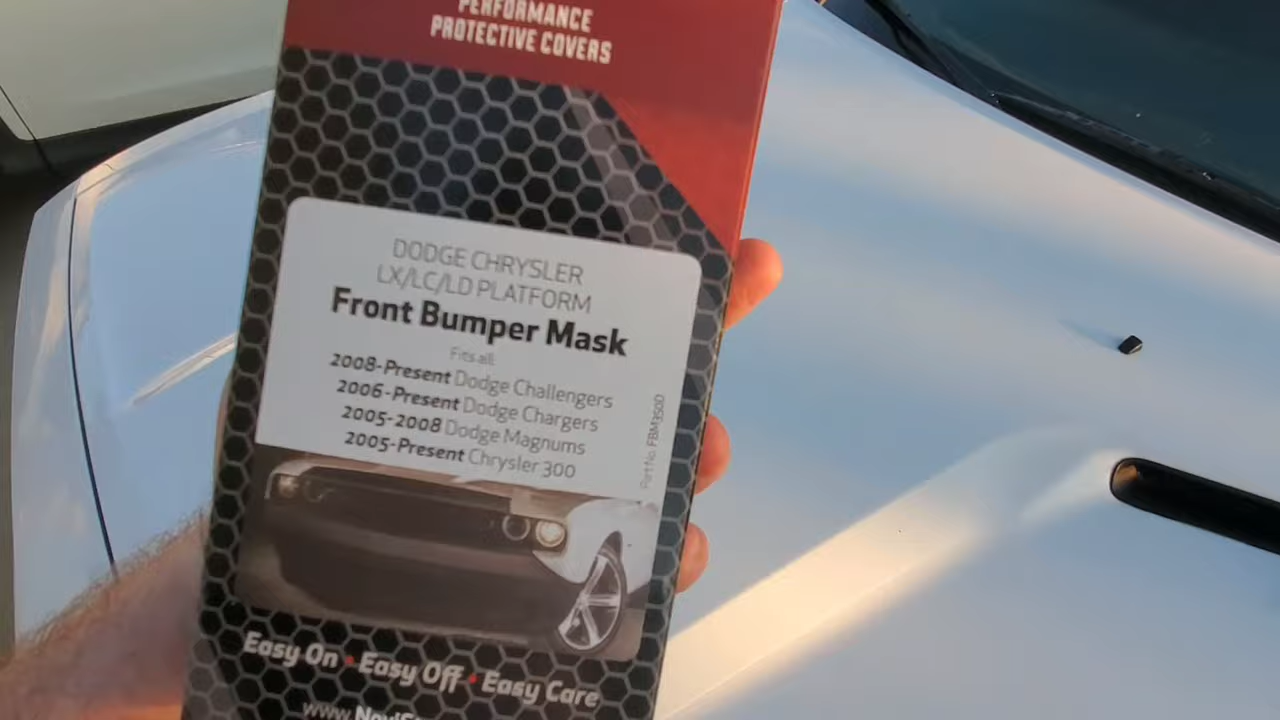 PERFORMANCE
PROTECTIVE COVERS
DODGE CHRYSLER
LX/LC/LD PLATFORM
Front Bumper Mask
Fits all:
2008-Present Dodge Challengers
2006-Present Dodge Chargers
2005-2008 Dodge Magnums
2005-Present Chrysler 300
Part No. FBM350D
Easy On • Easy Off • Easy Care